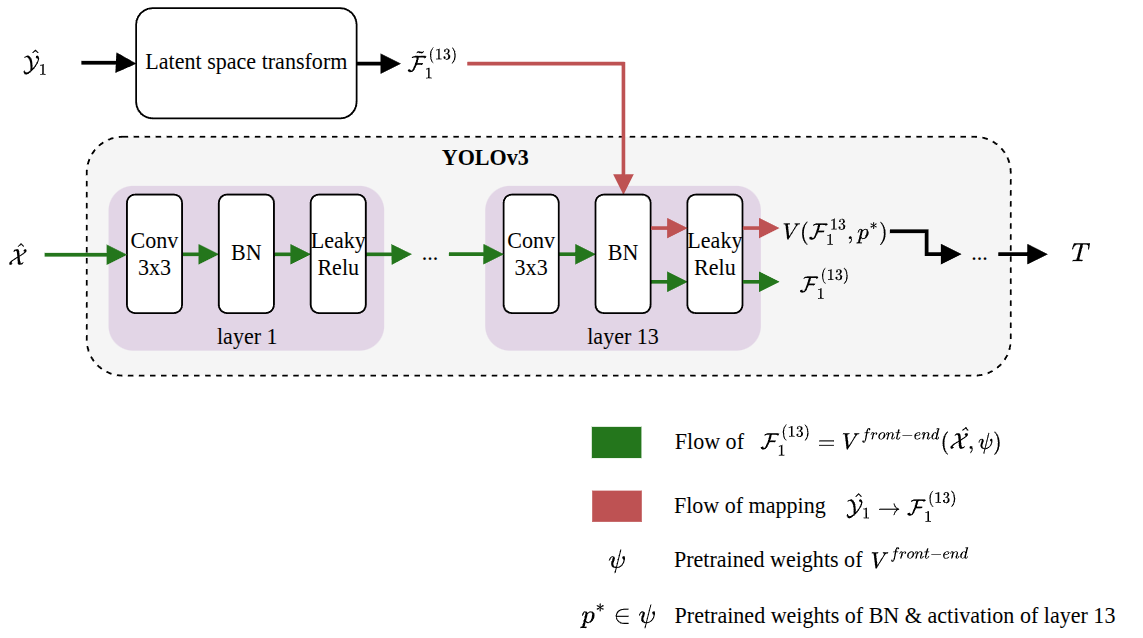 Latent space transform
$\hat{\mathcal{Y}}_1$
$\tilde{\mathcal{F}}_1^{(13)}$
YOLOv3
$\hat{\mathcal{X}}$
Conv
3x3
BN
Leaky
Relu
layer 1
...
Conv
3x3
BN
Leaky
Relu
layer 13
$V(\mathcal{F}_1^{13}, p^*)$
$\mathcal{F}_1^{(13)}$
...
$T$
Flow of $\mathcal{F}_1^{(13)} = V^{front-end}(\hat{\mathcal{X}}, \psi)$
Flow of mapping $\hat{\mathcal{Y}}_1 \rightarrow \mathcal{F}_1^{(13)}$
$\psi$ Pretrained weights of $V^{front-end}$
$p^* \in \psi$ Pretrained weights of BN & activation of layer 13